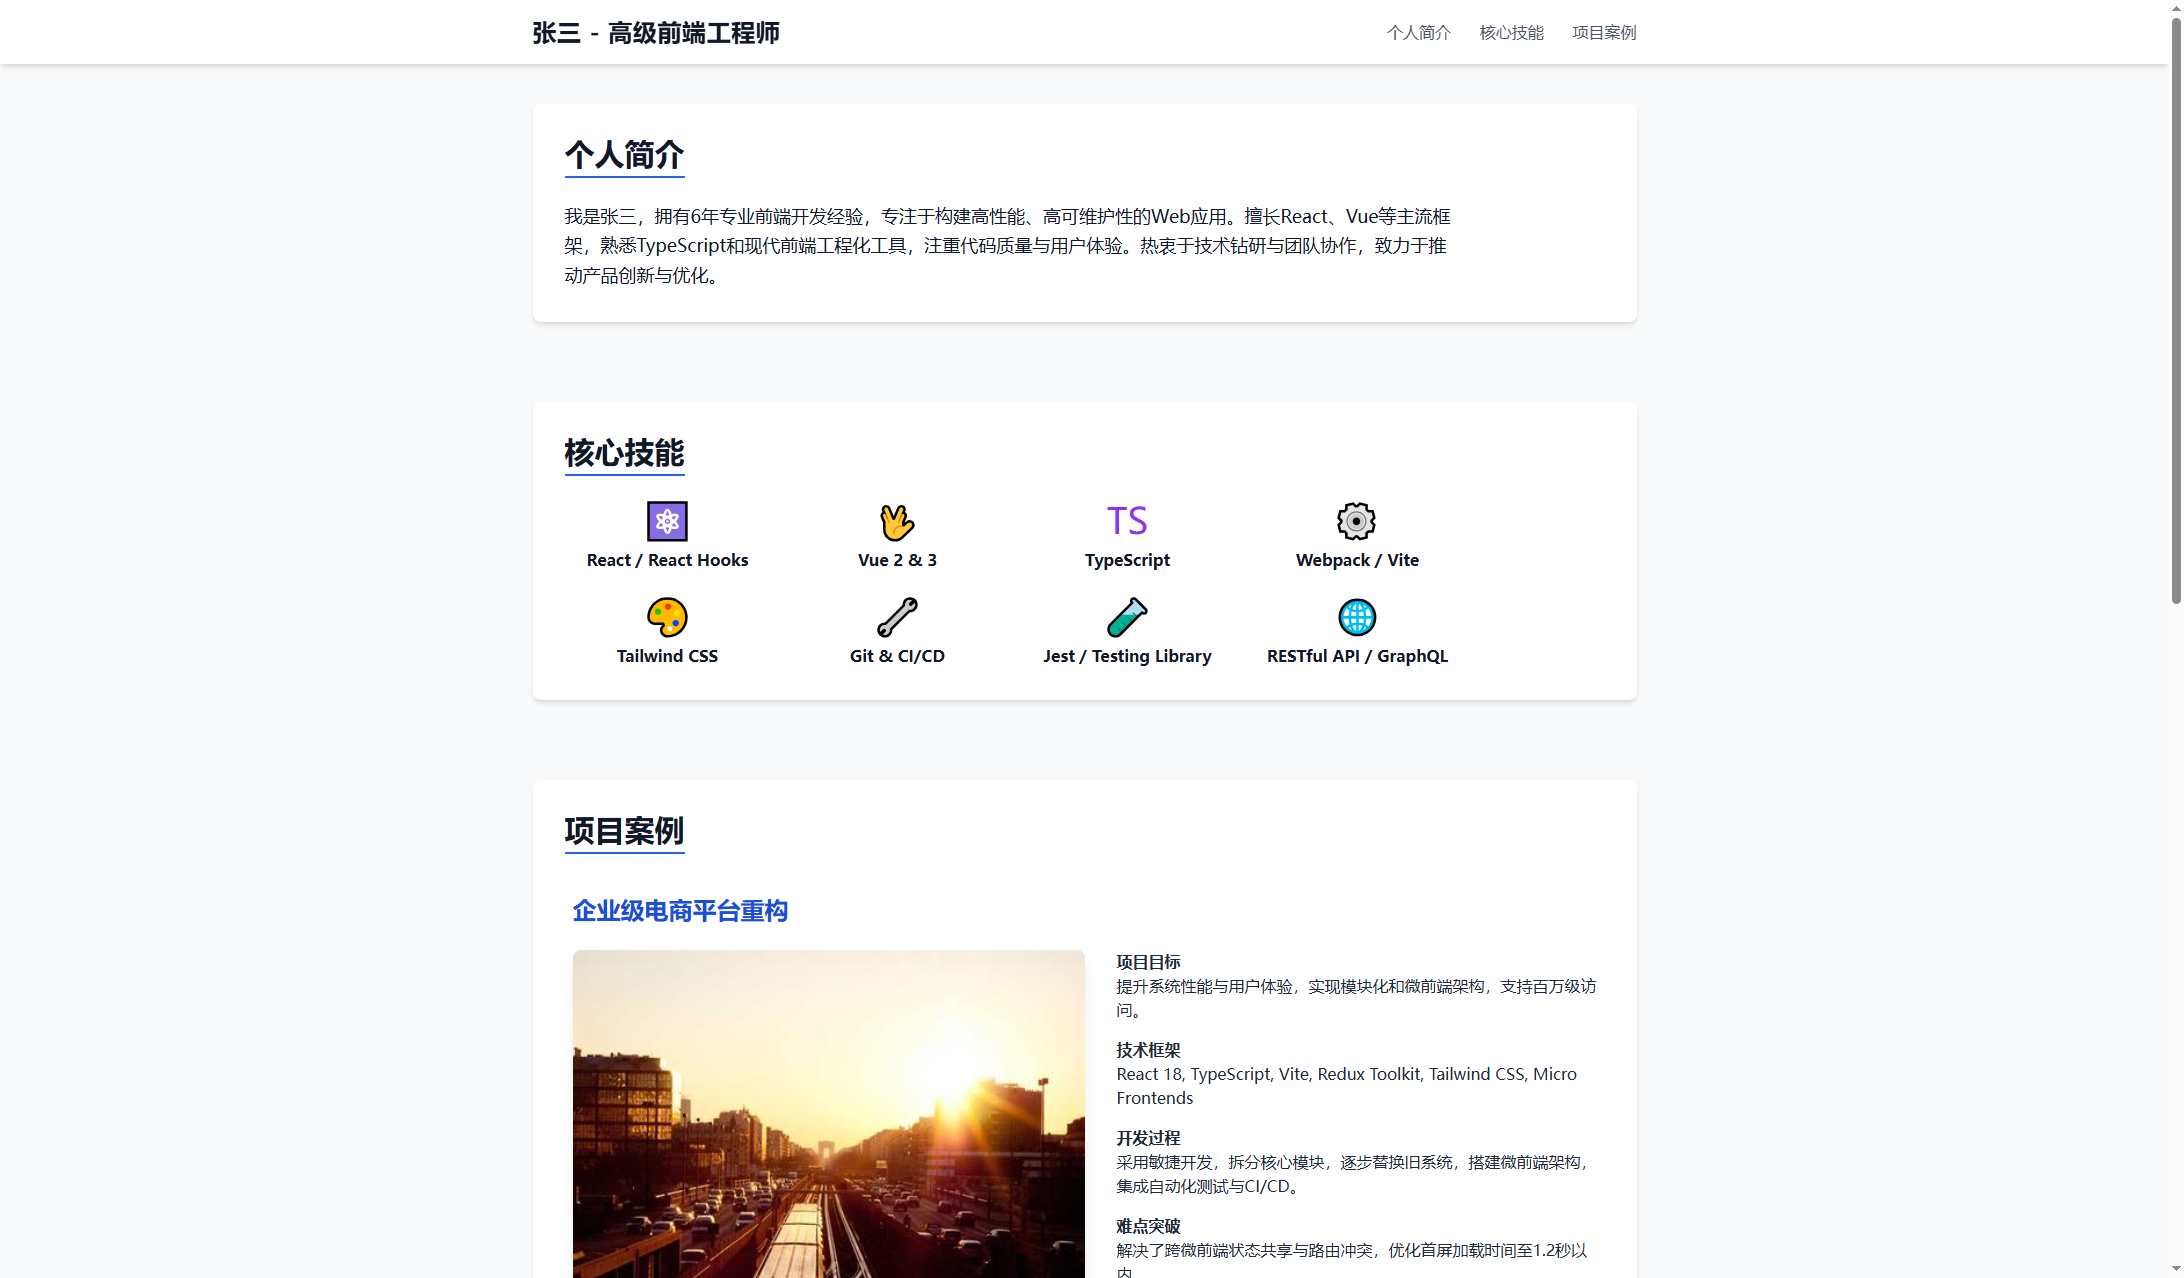 张三 - 高级前端工程师
个人简介
核心技能
项目案例
个人简介
我是张三，拥有6年专业前端开发经验，专注于构建高性能、高可维护性的Web应用。擅长React、Vue等主流框
架，熟悉TypeScript和现代前端工程化工具，注重代码质量与用户体验。热衷于技术钻研与团队协作，致力于推
动产品创新与优化。
核心技能
TS
React / React Hooks
Vue 2 & 3
TypeScript
Webpack / Vite
Tailwind CSS
Git & CI/CD
Jest / Testing Library
RESTful API / GraphQL
项目案例
企业级电商平台重构
项目目标
提升系统性能与用户体验，实现模块化和微前端架构，支持百万级访
问。
技术框架
React 18, TypeScript, Vite, Redux Toolkit, Tailwind CSS, Micro
Frontends
开发过程
采用敏捷开发，拆分核心模块，逐步替换旧系统，搭建微前端架构，
集成自动化测试与CI/CD。
难点突破
解决了跨微前端状态共享与路由冲突，优化首屏加载时间至1.2秒以
内